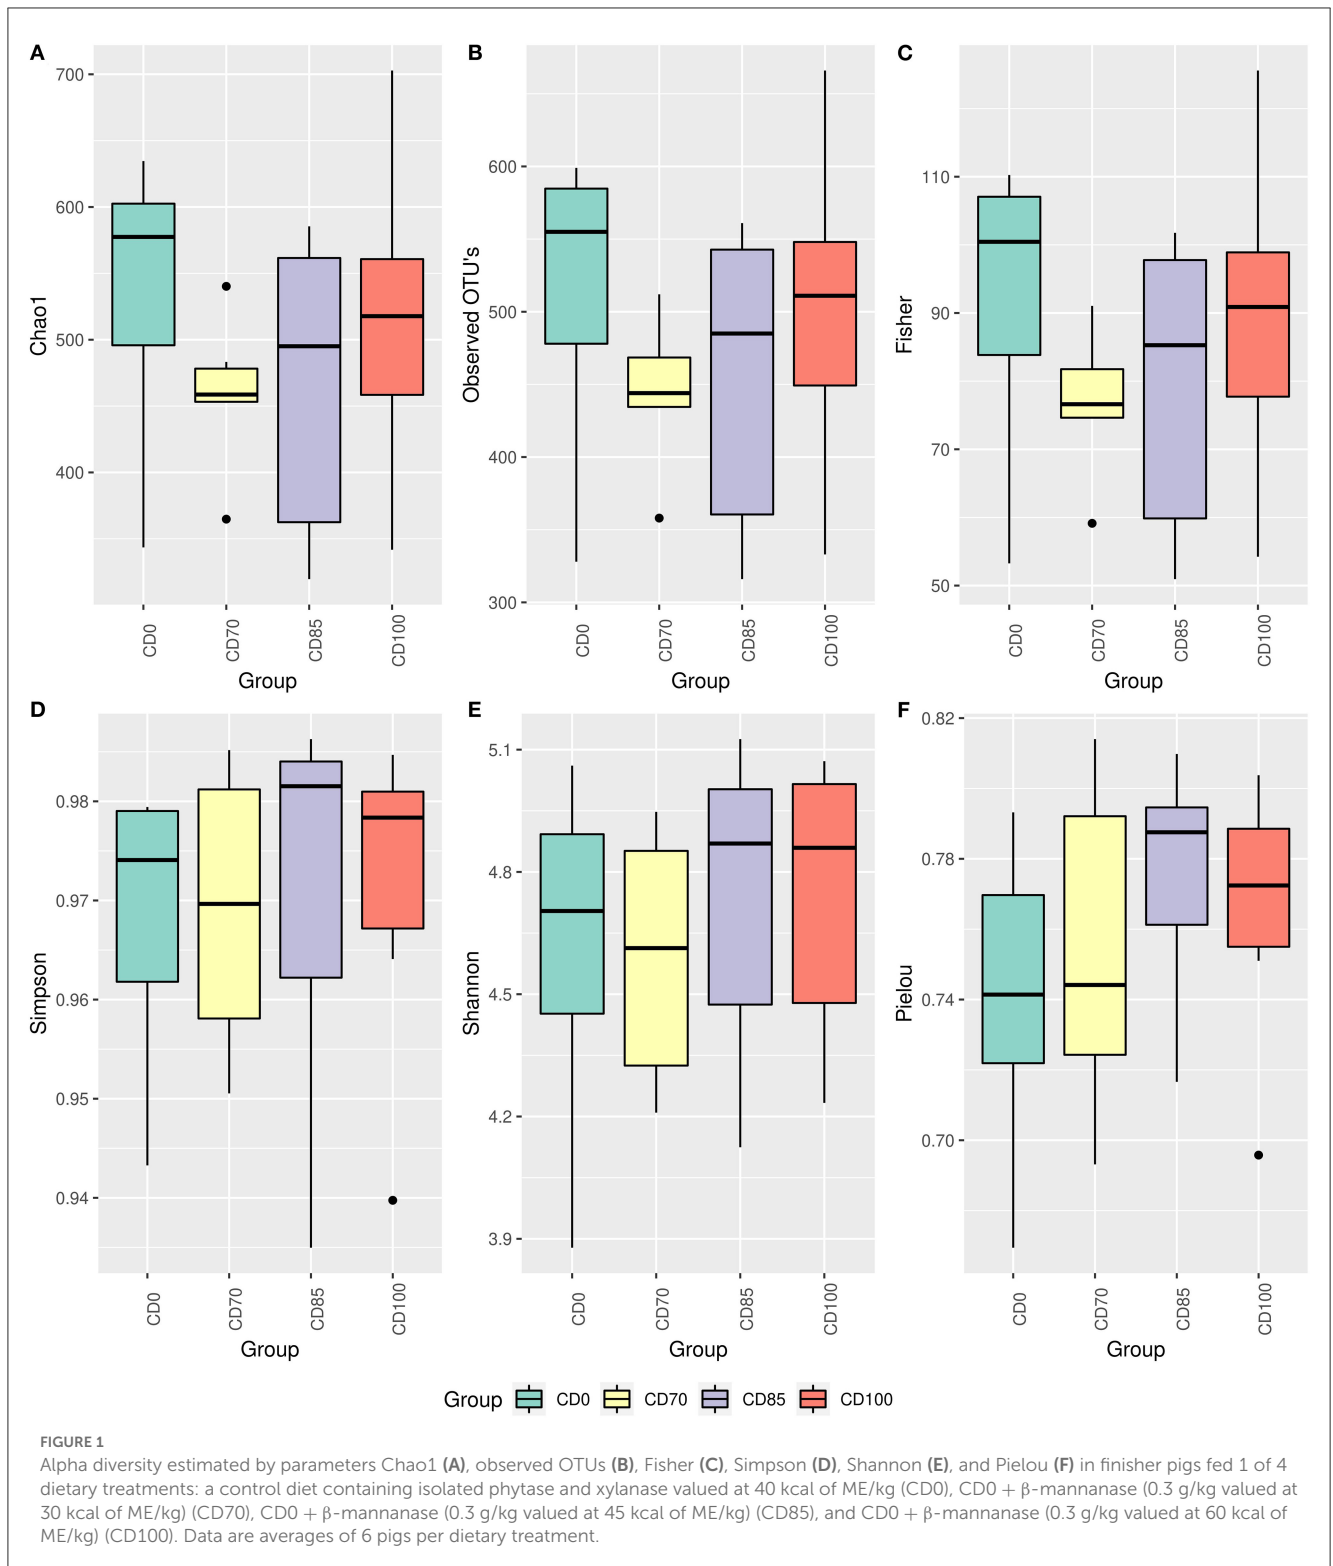 A
700
600
500
400
Chao1
CD0
CD70
CD85
CD100
Group
B
600
500
400
300
Observed OTU's
CD0
CD70
CD85
CD100
Group
C
110
90
70
50
Fisher
CD0
CD70
CD85
CD100
Group
D
0.98
0.97
0.96
0.95
0.94
Simpson
CD0
CD70
CD85
CD100
Group
E
5.1
4.8
4.5
4.2
3.9
Shannon
CD0
CD70
CD85
CD100
Group
F
0.82
0.78
0.74
0.70
Pielou
CD0
CD70
CD85
CD100
Group
Group CD0 CD70 CD85 CD100
FIGURE 1
Alpha diversity estimated by parameters Chao1 (A), observed OTUs (B), Fisher (C), Simpson (D), Shannon (E), and Pielou (F) in finisher pigs fed 1 of 4
dietary treatments: a control diet containing isolated phytase and xylanase valued at 40 kcal of ME/kg (CD0), CD0 + β-mannanase (0.3 g/kg valued at
30 kcal of ME/kg) (CD70), CD0 + β-mannanase (0.3 g/kg valued at 45 kcal of ME/kg) (CD85), and CD0 + β-mannanase (0.3 g/kg valued at 60 kcal of
ME/kg) (CD100). Data are averages of 6 pigs per dietary treatment.